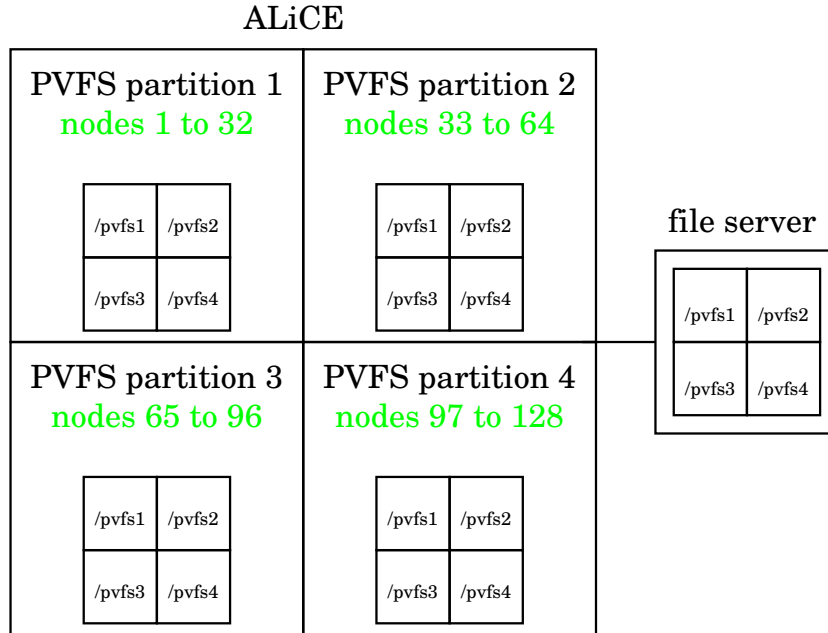 ALiCE
PVFS partition 1
nodes 1 to 32
/pvfs1 /pvfs2
/pvfs3 /pvfs4
PVFS partition 2
nodes 33 to 64
/pvfs1 /pvfs2
/pvfs3 /pvfs4
file server
/pvfs1 /pvfs2
/pvfs3 /pvfs4
PVFS partition 3
nodes 65 to 96
/pvfs1 /pvfs2
/pvfs3 /pvfs4
PVFS partition 4
nodes 97 to 128
/pvfs1 /pvfs2
/pvfs3 /pvfs4